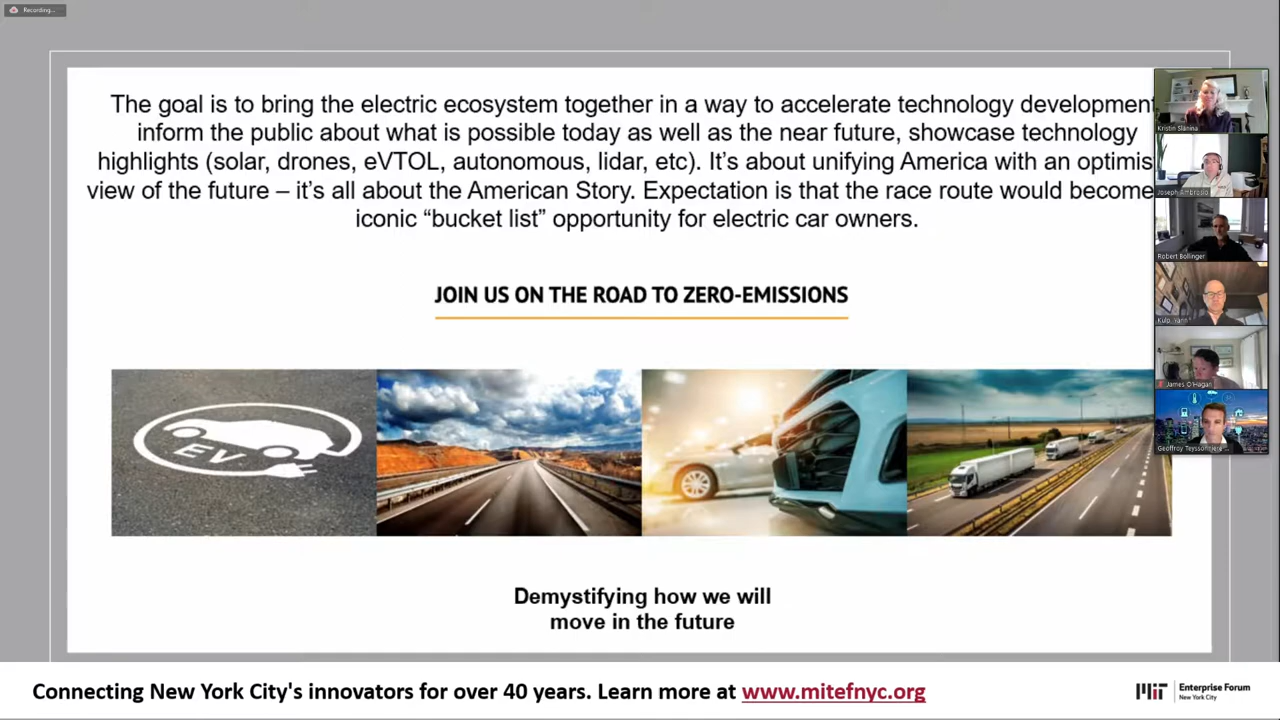 Recording...
The goal is to bring the electric ecosystem together in a way to accelerate technology development
inform the public about what is possible today as well as the near future, showcase technology
highlights (solar, drones, eVTOL, autonomous, lidar, etc). It's about unifying America with an optimis
view of the future – it's all about the American Story. Expectation is that the race route would become
iconic “bucket list” opportunity for electric car owners.
JOIN US ON THE ROAD TO ZERO-EMISSIONS
EV
Demystifying how we will
move in the future
Kristin Slanina
Joseph Ambrosio
Robert Bollinger
Kulp, Yann
James O'Hagan
Geoffroy
Connecting New York City's innovators for over 40 years. Learn more at www.mitefnyc.org
MIT Enterprise Forum
New York City